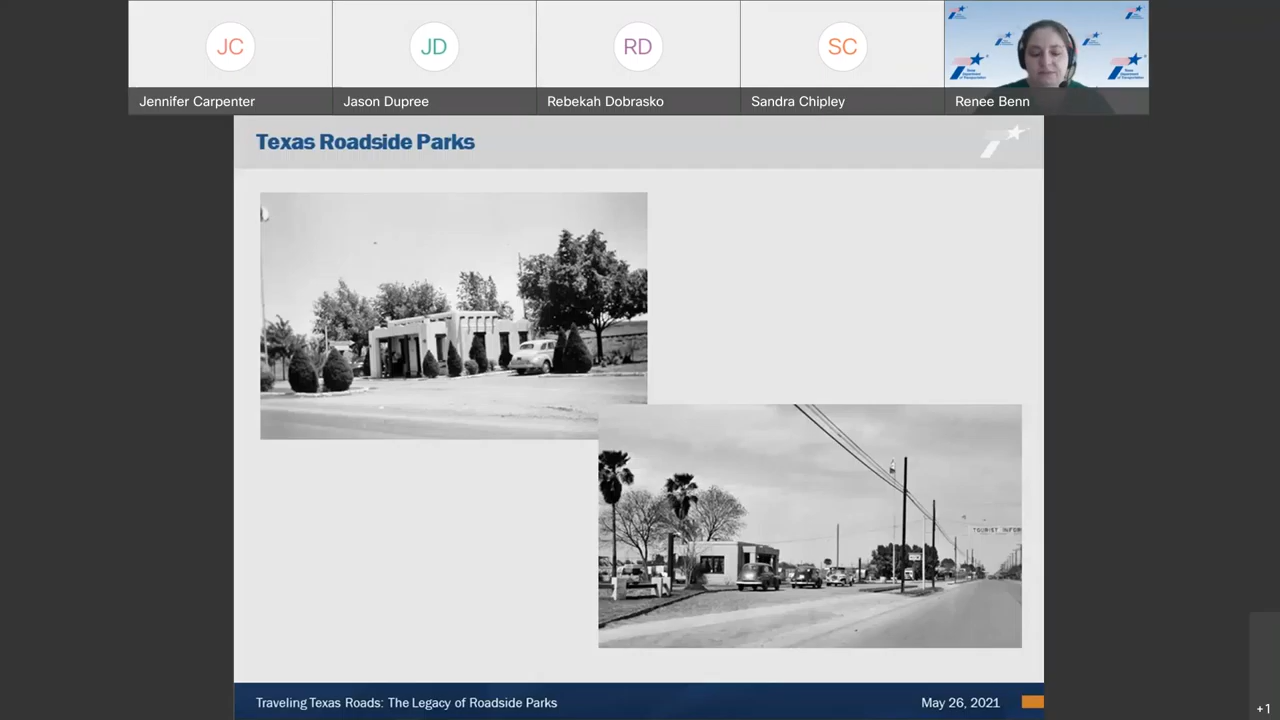 JC
JD
RD
SC
Jennifer Carpenter
Jason Dupree
Rebekah Dobrasko
Sandra Chipley
Renee Benn
Texas Roadside Parks
TOURIST INFOR
Traveling Texas Roads: The Legacy of Roadside Parks
May 26, 2021
+1